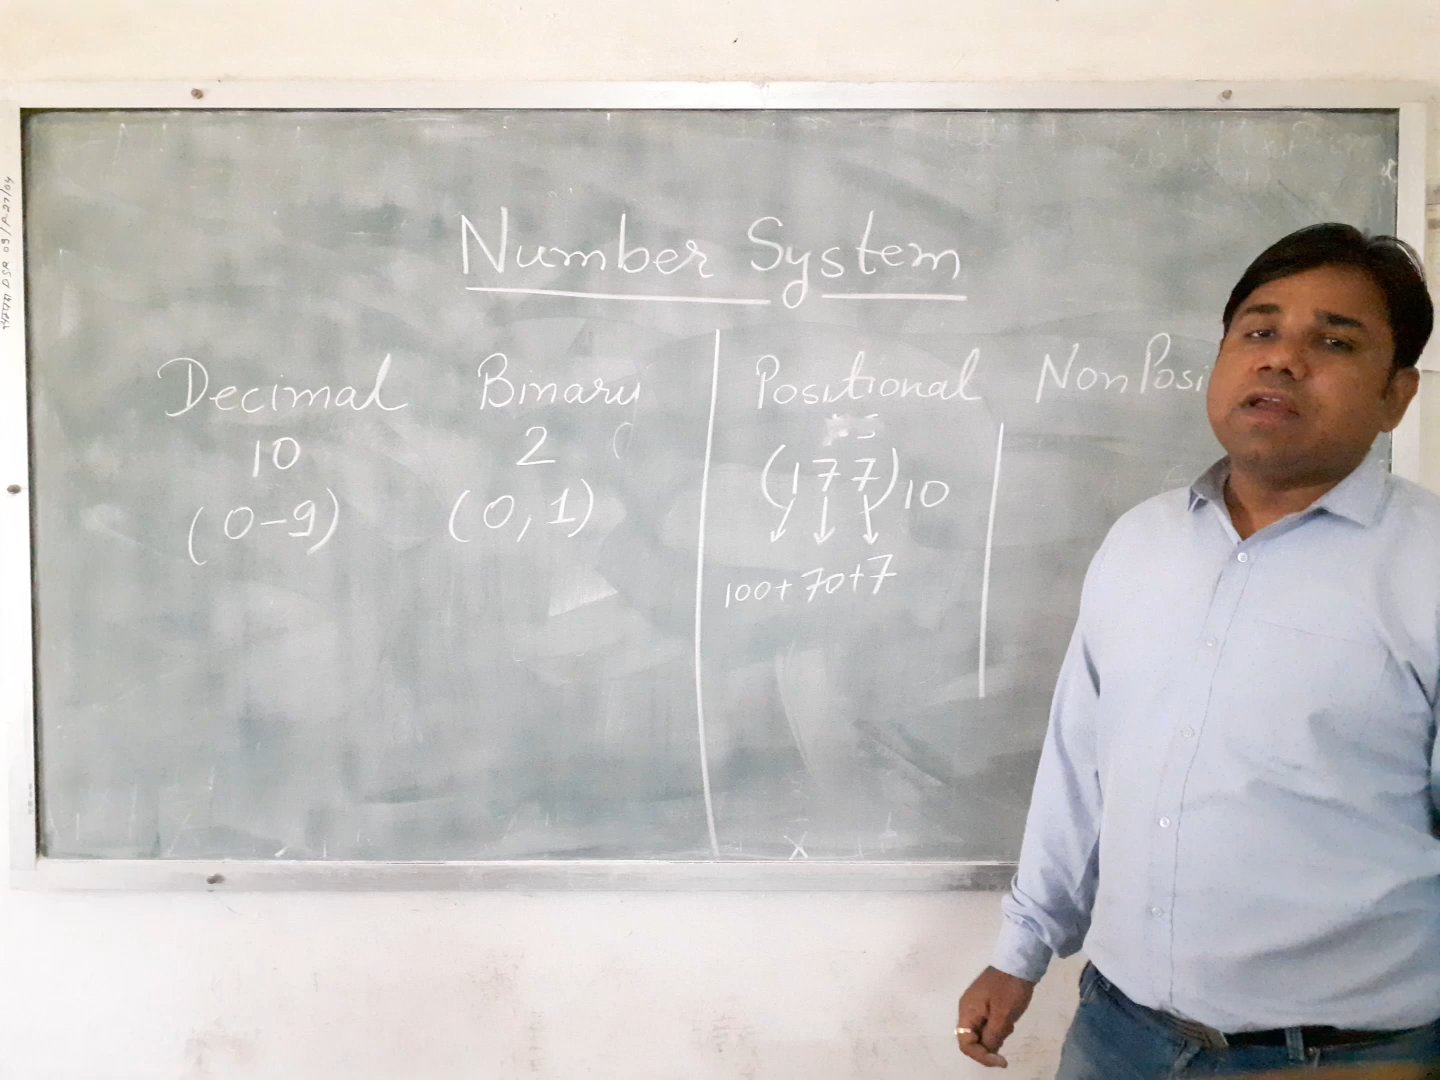 Number System
Decimal Binary
10 2
(0-9) (0,1)
Positional Non Posi
(177)10
100+70+7